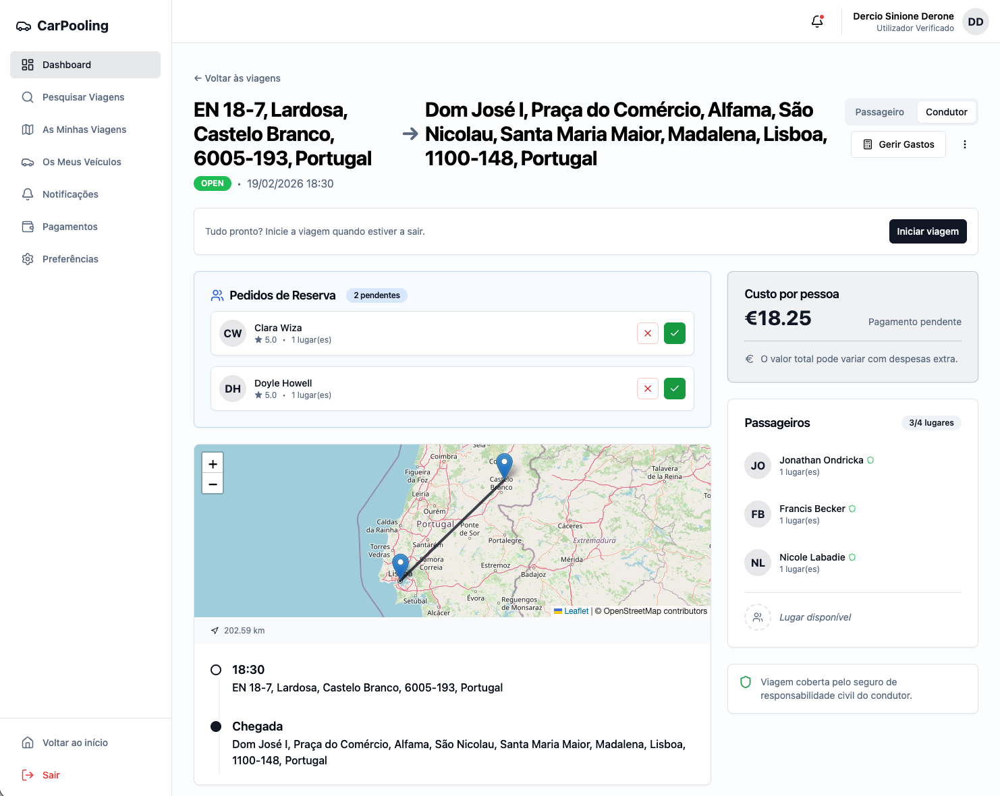 CarPooling
Dashboard
Pesquisar Viagens
As Minhas Viagens
Os Meus Veículos
Notificações
Pagamentos
Preferências
Voltar ao início
Sair
Dercio Sinione Derone
Utilizador Verificado
DD
← Voltar às viagens
EN 18-7, Lardosa,
Castelo Branco,
6005-193, Portugal
→
Dom José I, Praça do Comércio, Alfama, São
Nicolau, Santa Maria Maior, Madalena, Lisboa,
1100-148, Portugal
Passageiro
Condutor
Gerir Gastos
OPEN • 19/02/2026 18:30
Tudo pronto? Inicie a viagem quando estiver a sair.
Iniciar viagem
Pedidos de Reserva
2 pendentes
CW
Clara Wiza
★ 5.0 • 1 lugar(es)
DH
Doyle Howell
★ 5.0 • 1 lugar(es)
+
−
Coimbra
Figueira
da Foz
Leiria
Ourém
Caldas
da Rainha
Portugal
Ponte
de Sor
Torres
Vedras
Santarém
Samora
Correia
Portalegre
Castelo
Branco
Talavera
de la Reina
Cáceres
Extremadura
Mérida
Estremoz
Badajoz
Lisboa
Setúbal
Évora
Reguengos
de Monsaraz
Alcácer
Leaflet | © OpenStreetMap contributors
202.59 km
18:30
EN 18-7, Lardosa, Castelo Branco, 6005-193, Portugal
Chegada
Dom José I, Praça do Comércio, Alfama, São Nicolau, Santa Maria Maior, Madalena, Lisboa,
1100-148, Portugal
Custo por pessoa
€18.25
Pagamento pendente
€ O valor total pode variar com despesas extra.
Passageiros
3/4 lugares
JO
Jonathan Ondricka
1 lugar(es)
FB
Francis Becker
1 lugar(es)
NL
Nicole Labadie
1 lugar(es)
Lugar disponível
Viagem coberta pelo seguro de
responsabilidade civil do condutor.